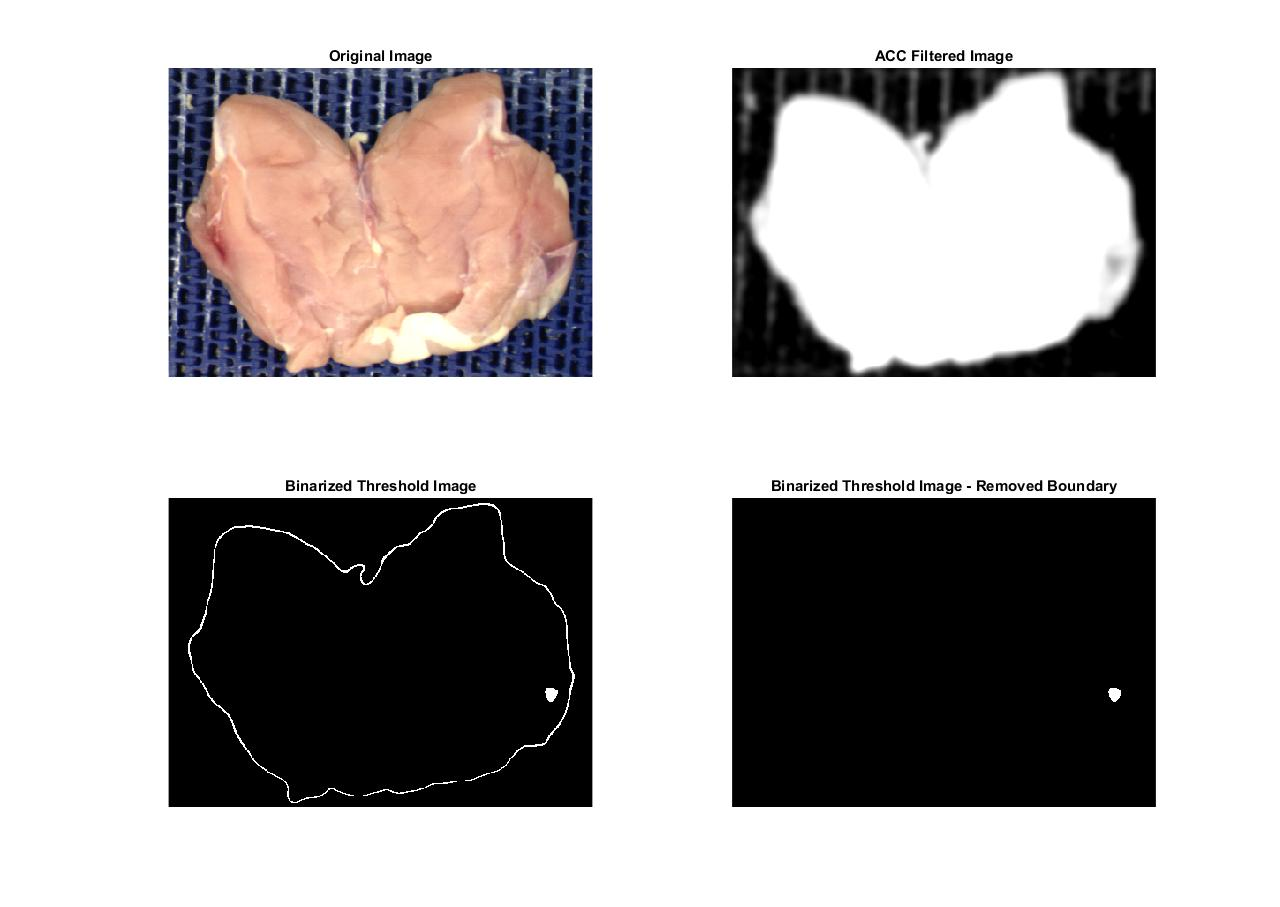 Original Image
ACC Filtered Image
Binarized Threshold Image
Binarized Threshold Image - Removed Boundary